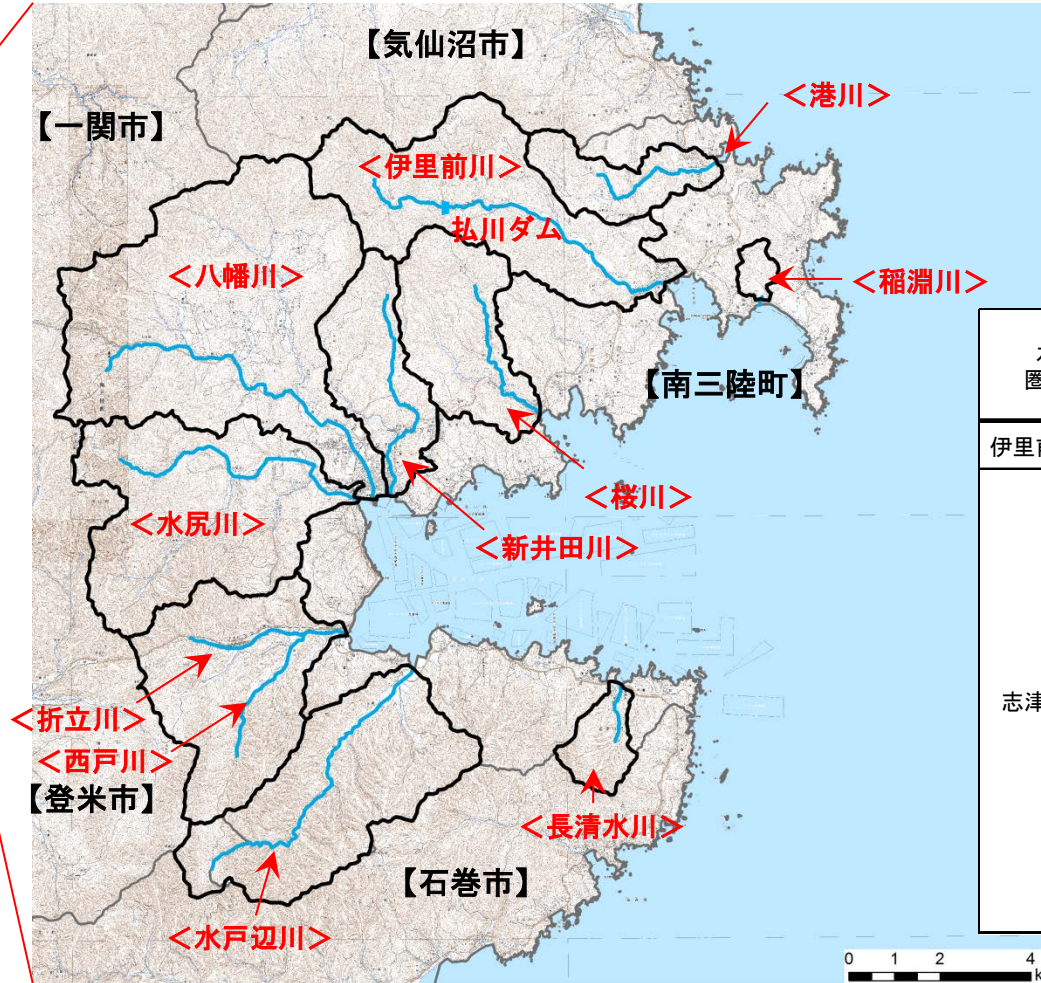 【気仙沼市】
＜港川＞
【一関市】
＜伊里前川＞
払川ダム
＜八幡川＞
＜稲淵川＞
圏
【南三陸町】
伊里前
＜桜川＞
＜水尻川＞
＜新井田川＞
志津
＜折立川＞
＜西戸川＞
【登米市】
＜長清水川＞
【石巻市】
＜水戸辺川＞
0 1 2 4
k